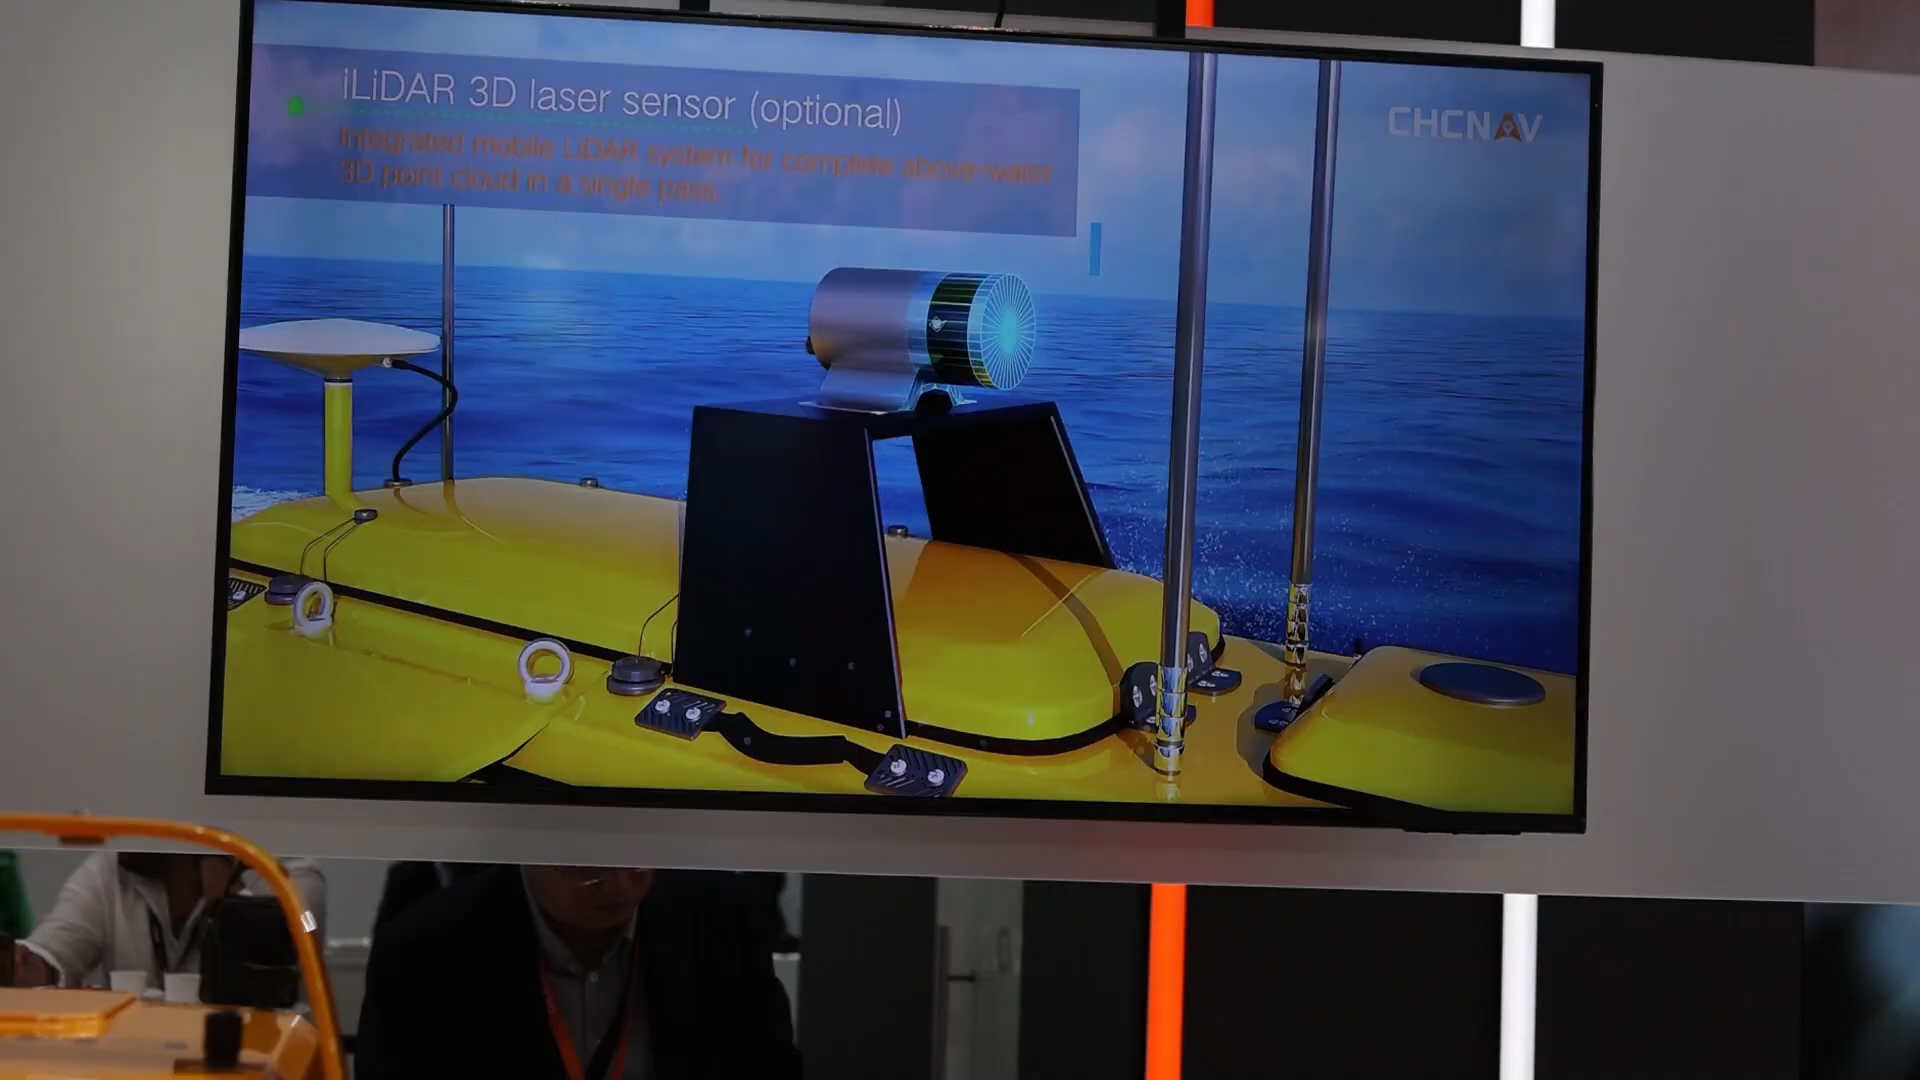 iLiDAR 3D laser sensor (optional)
CHCNAV
Integrated mobile LiDAR system for complete above-water
3D point cloud in a single pass.